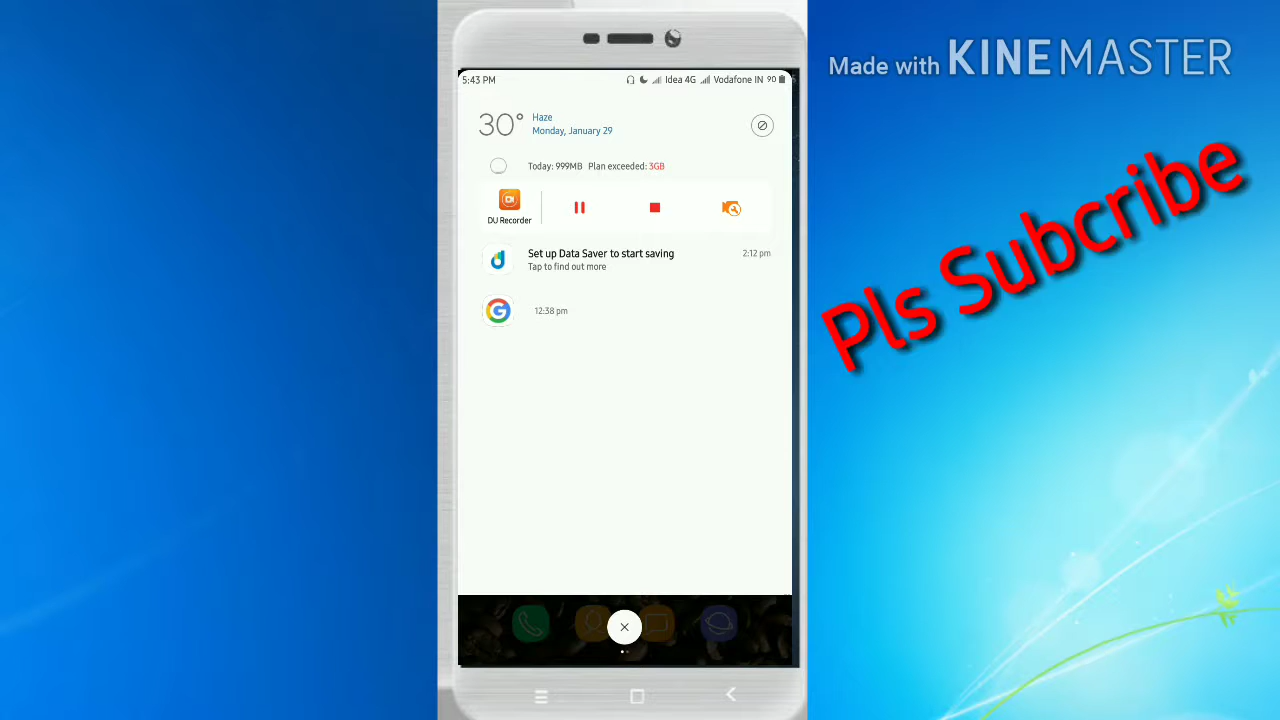 Made with KINEMASTER
Pls Subcribe
5:43 PM Idea 4G Vodafone IN 90
30° Haze
Monday, January 29
Today: 999MB Plan exceeded: 3GB
DU Recorder
Set up Data Saver to start saving 2:12 pm
Tap to find out more
G 12:38 pm